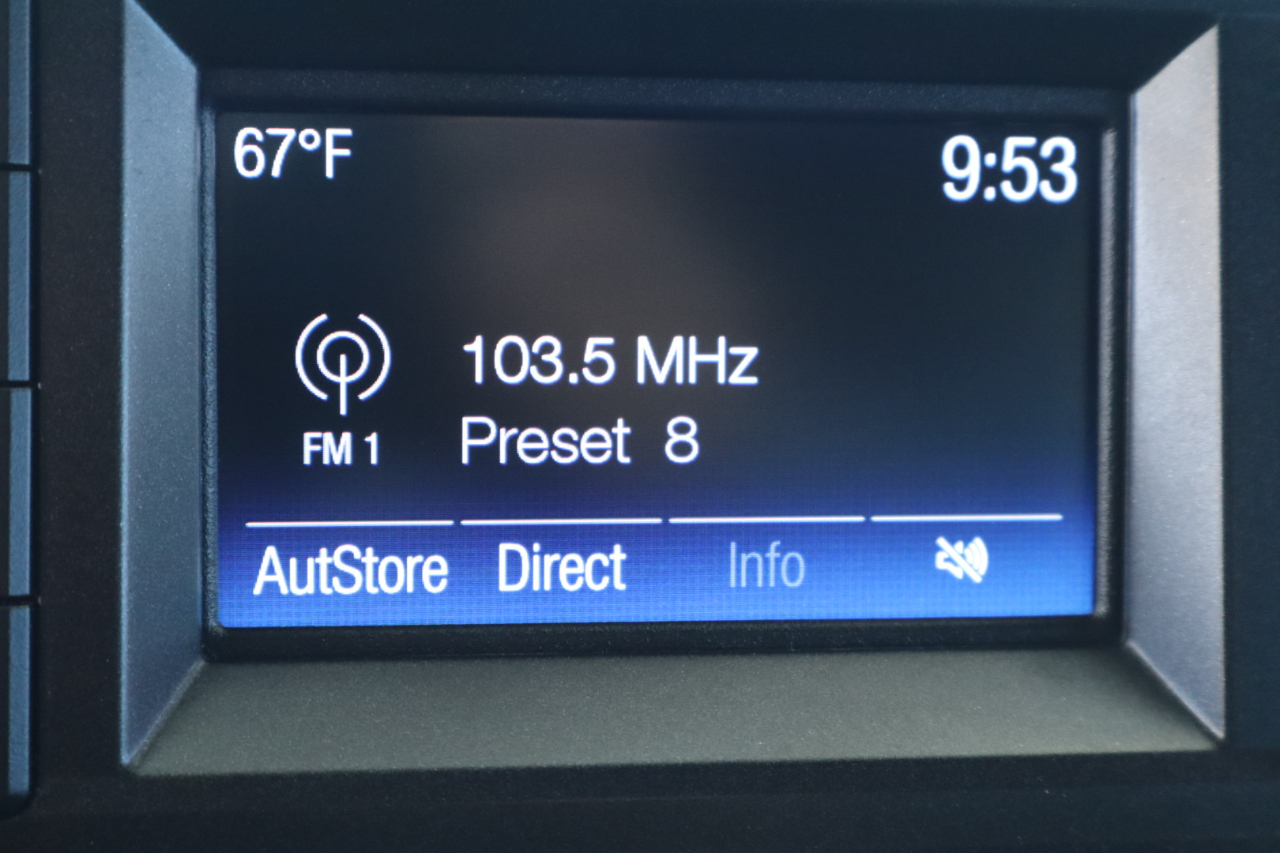 67°F
9:53
103.5 MHz
FM 1
Preset 8
AutStore Direct Info